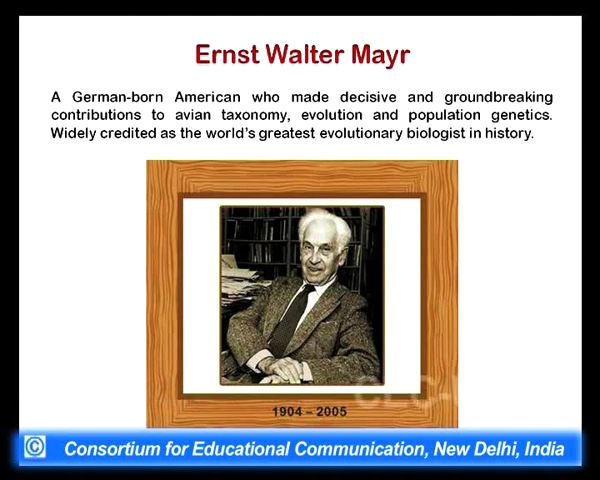 Ernst Walter Mayr
A German-born American who made decisive and groundbreaking
contributions to avian taxonomy, evolution and population genetics.
Widely credited as the world's greatest evolutionary biologist in history.
1904 – 2005
© Consortium for Educational Communication, New Delhi, India